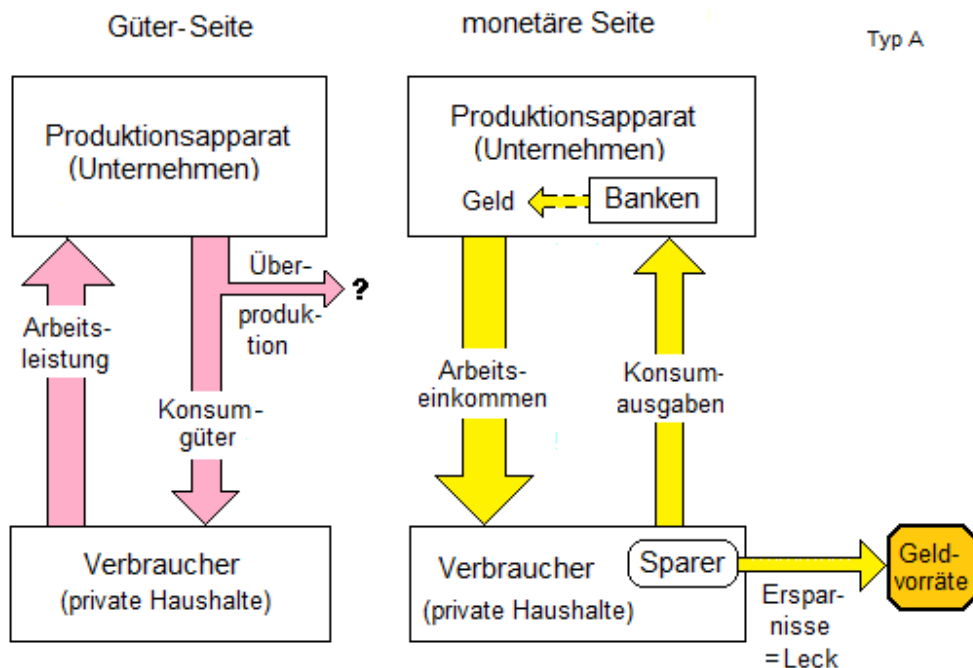 Güter-Seite
monetäre Seite
Typ A
Produktionsapparat
(Unternehmen)
Produktionsapparat
(Unternehmen)
Geld
Banken
Über-
?
produk-
tion
Arbeits-
leistung
Konsum-
güter
Arbeits-
einkommen
Konsum-
ausgaben
Verbraucher
(private Haushalte)
Verbraucher
(private Haushalte)
Sparer
Geld-
vorräte
Erspar-
nisse
=Leck